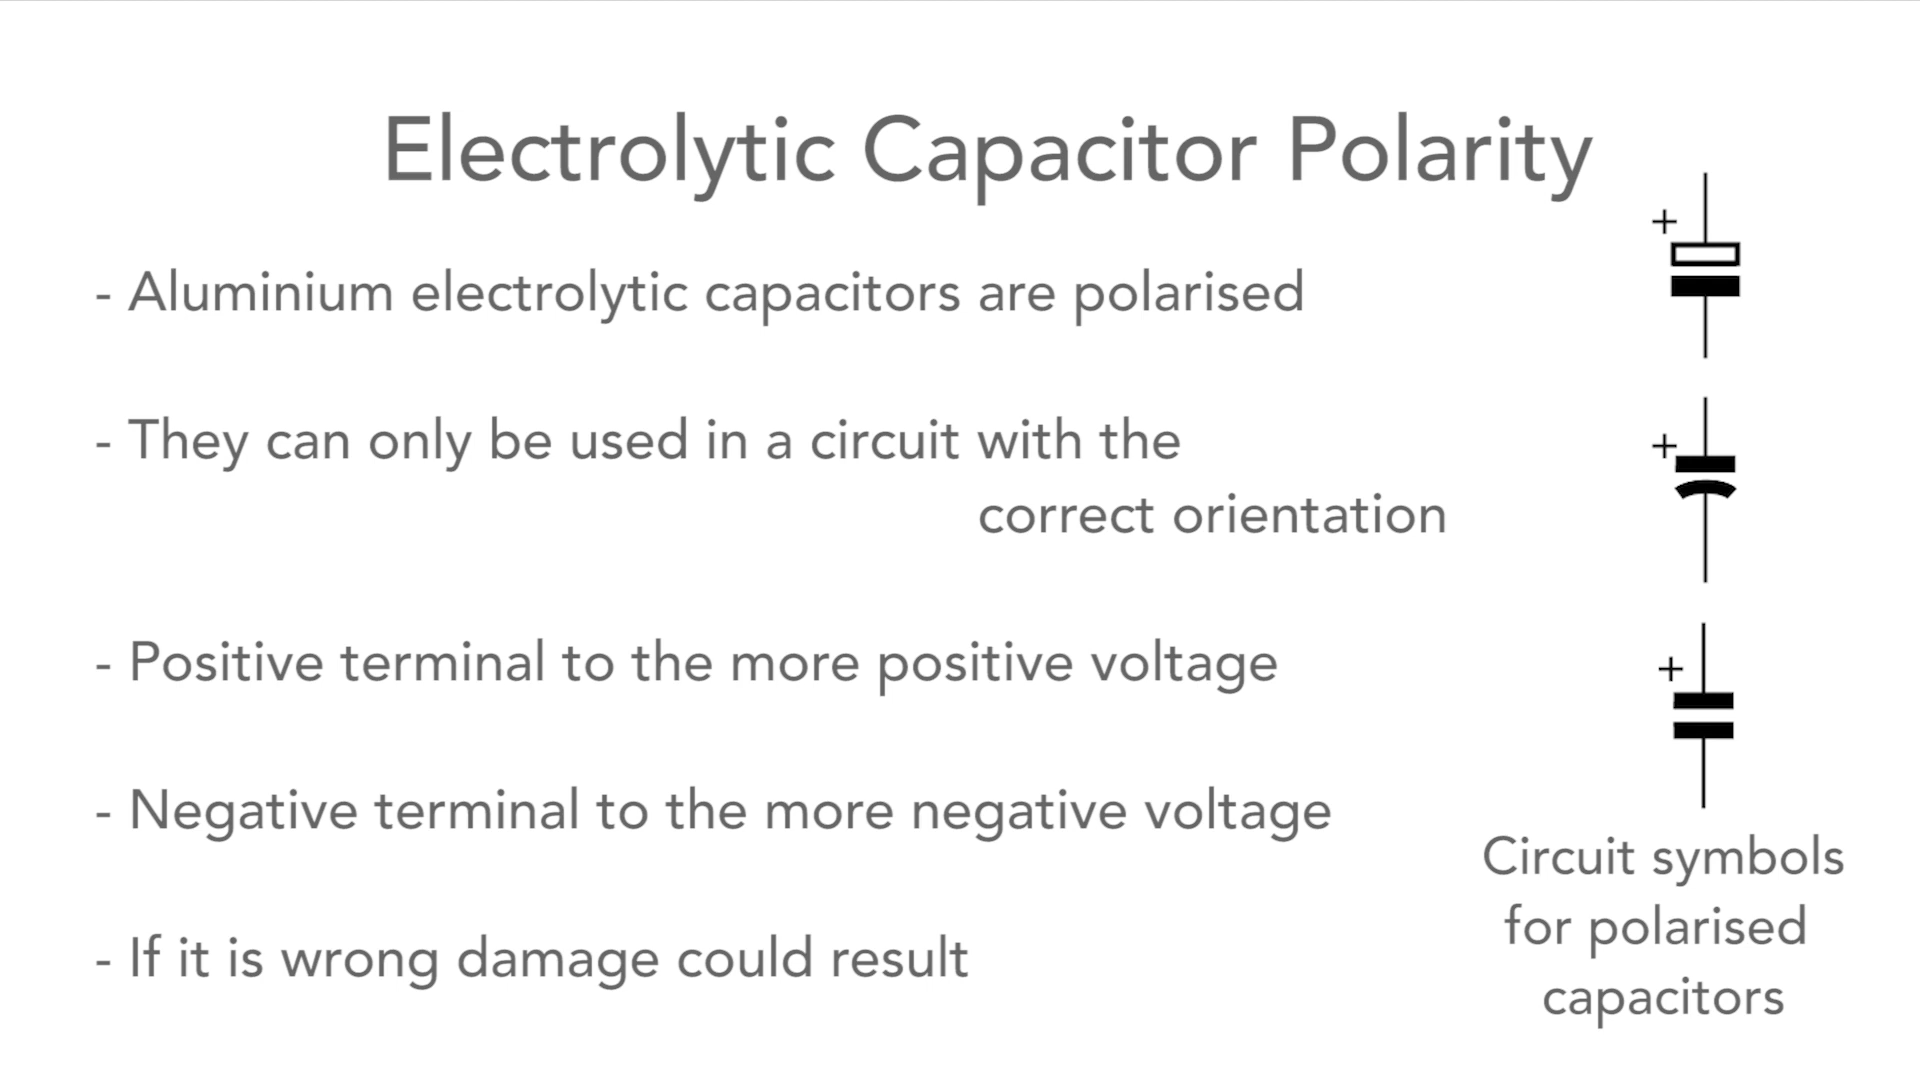 Electrolytic Capacitor Polarity
- Aluminium electrolytic capacitors are polarised
- They can only be used in a circuit with the
correct orientation
- Positive terminal to the more positive voltage
- Negative terminal to the more negative voltage
- If it is wrong damage could result
+
+
+
Circuit symbols
for polarised
capacitors